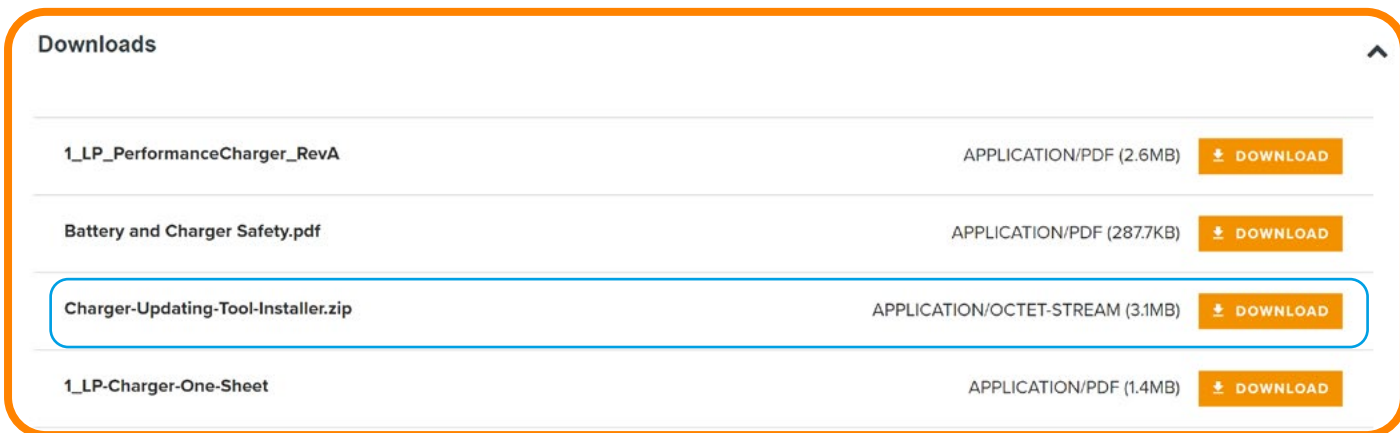 Downloads
1_LP_PerformanceCharger_RevA APPLICATION/PDF (2.6MB) DOWNLOAD
Battery and Charger Safety.pdf APPLICATION/PDF (287.7KB) DOWNLOAD
Charger-Updating-Tool-Installer.zip APPLICATION/OCTET-STREAM (3.1MB) DOWNLOAD
1_LP-Charger-One-Sheet APPLICATION/PDF (1.4MB) DOWNLOAD